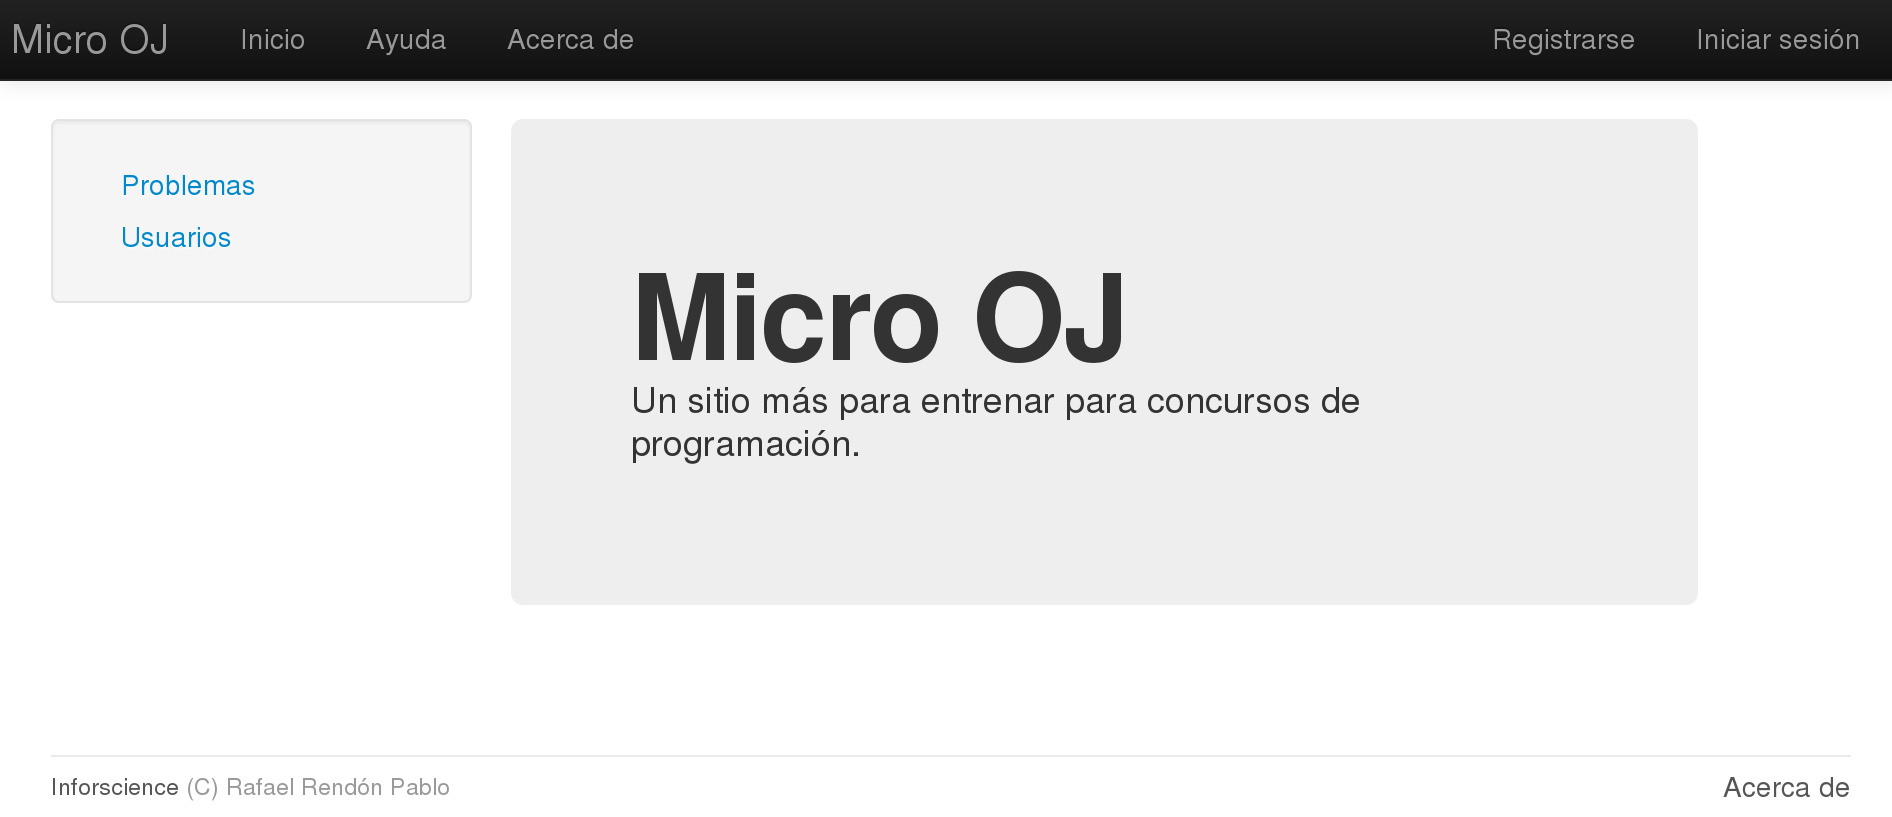 Micro OJ Inicio Ayuda Acerca de Registrarse Iniciar sesión
Problemas
Usuarios
Micro OJ
Un sitio más para entrenar para concursos de
programación.
Inforscience (C) Rafael Rendón Pablo Acerca de